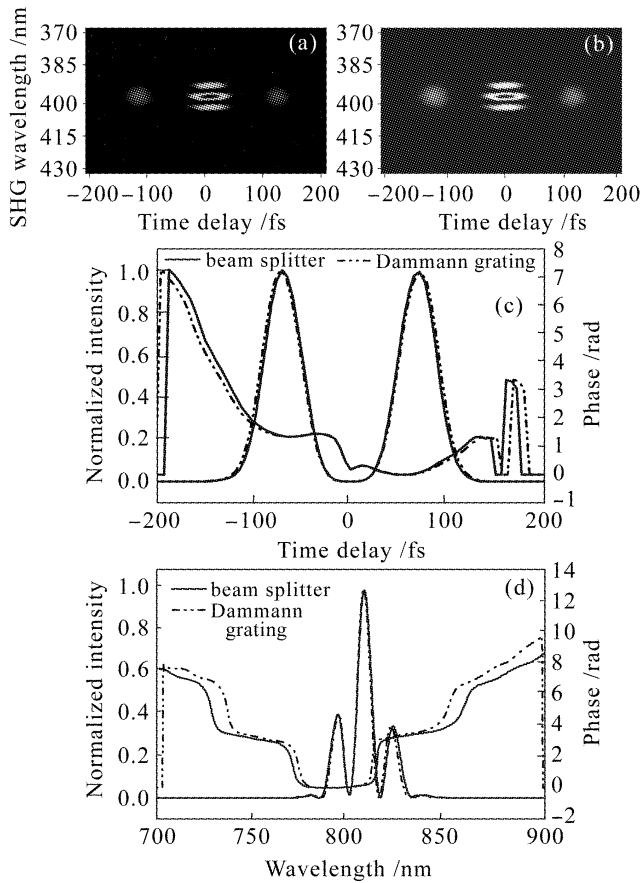 SHG wavelength /nm
370
385
400
415
430
(a)
−200 −100 0 100 200
Time delay /fs
370
385
400
415
430
(b)
−200 −100 0 100 200
Time delay /fs
beam splitter
Dammann grating
(c)
Normalized intensity
1.0
0.8
0.6
0.4
0.2
0.0
8
7
6
5
4
3
2
1
0
−1
Phase /rad
−200 −100 0 100 200
Time delay /fs
beam splitter
Dammann
grating
(d)
Normalized intensity
1.0
0.8
0.6
0.4
0.2
0.0
14
12
10
8
6
4
2
0
−2
Phase /rad
700 750 800 850 900
Wavelength /nm